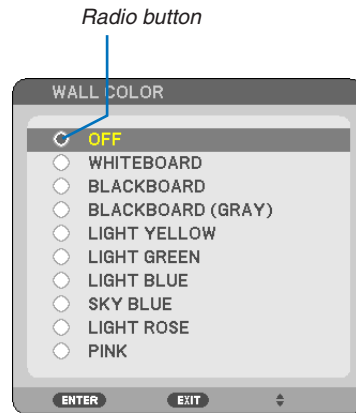 Radio button
WALL COLOR
OFF
WHITEBOARD
BLACKBOARD
BLACKBOARD (GRAY)
LIGHT YELLOW
LIGHT GREEN
LIGHT BLUE
SKY BLUE
LIGHT ROSE
PINK
ENTER EXIT